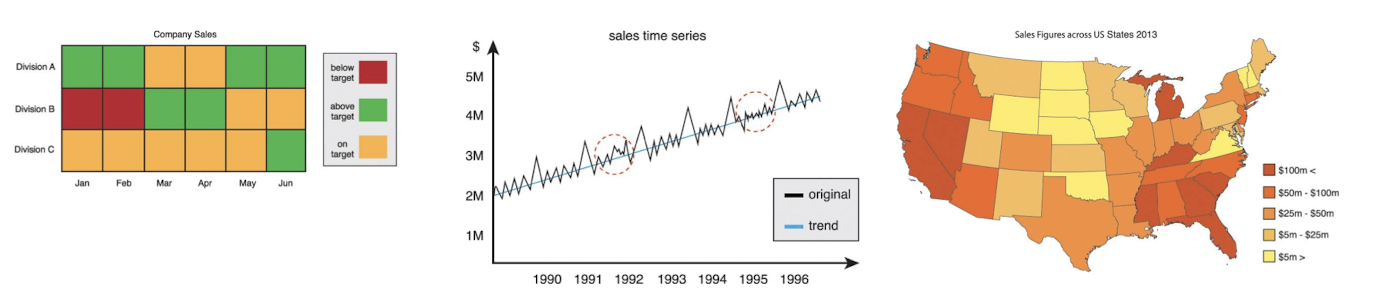 Company Sales
Division A
Division B
Division C
Jan Feb Mar Apr May Jun
below
target
above
target
on
target
sales time series
$
5M
4M
3M
2M
1M
original
trend
1990 1991 1992 1993 1994 1995 1996
Sales Figures across US States 2013
$100m <
$50m - $100m
$25m - $50m
$5m - $25m
$5m >